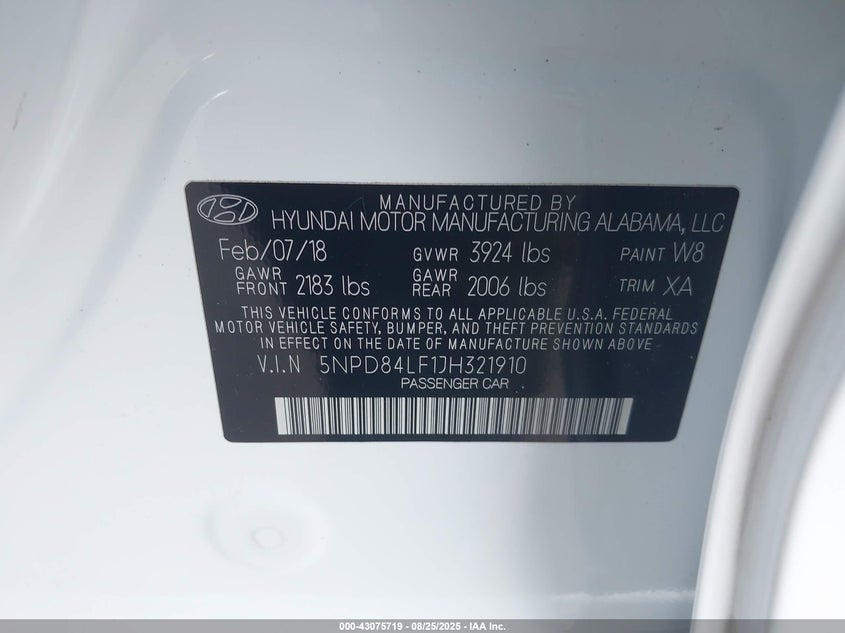 MANUFACTURED BY
HYUNDAI MOTOR MANUFACTURING ALABAMA, LLC
Feb/07/18 GVWR 3924 lbs PAINT W8
GAWR FRONT 2183 lbs GAWR REAR 2006 lbs TRIM XA
THIS VEHICLE CONFORMS TO ALL APPLICABLE U.S.A. FEDERAL
MOTOR VEHICLE SAFETY, BUMPER, AND THEFT PREVENTION STANDARDS
IN EFFECT ON THE DATE OF MANUFACTURE SHOWN ABOVE
V.I.N 5NPD84LF1JH321910
PASSENGER CAR
000-43075719 - 08/25/2025 - IAA Inc.